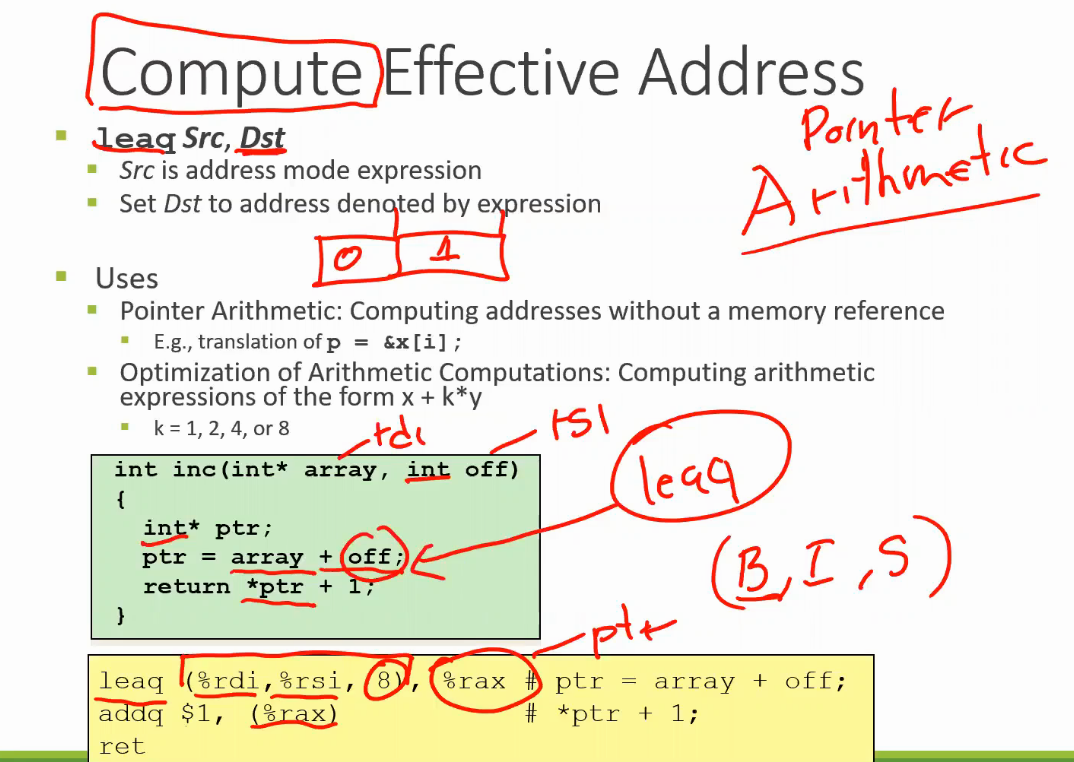 Compute Effective Address
Pointer
Arithmetic
leaq Src, Dst
Src is address mode expression
Set Dst to address denoted by expression
0 1
Uses
Pointer Arithmetic: Computing addresses without a memory reference
E.g., translation of p = &x[i];
Optimization of Arithmetic Computations: Computing arithmetic
expressions of the form x + k*y
k = 1, 2, 4, or 8
rdi
rsi
int inc(int* array, int off)
{
int* ptr;
ptr = array + off;
return *ptr + 1;
}
leaq
(B, I, S)
ptr
leaq (%rdi,%rsi, 8), %rax # ptr = array + off;
addq $1, (%rax) # *ptr + 1;
ret